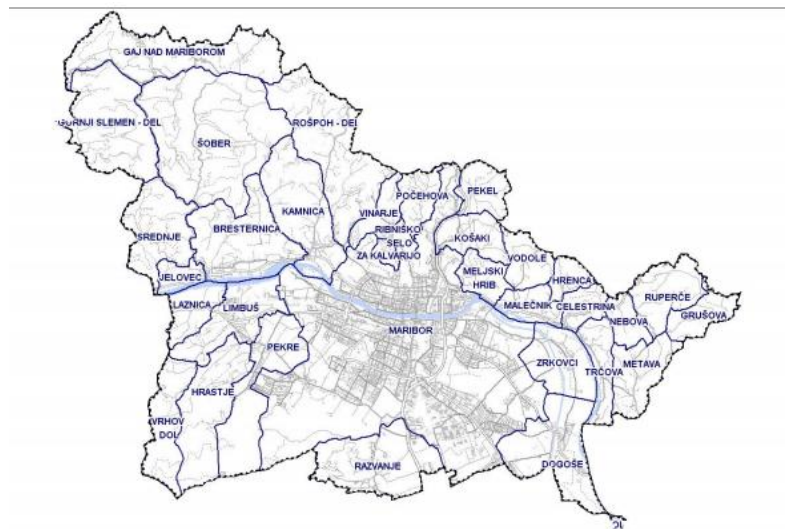 GAJ NAD MARIBOROM
GORNJI SLEMEN - DEL
ROŠPOH - DEL
ŠOBER
POČEHOVA
PEKEL
KAMNICA
VINARJE
BRESTERNICA
RIBNIŠKO
SELO
SREDNJE
KOŠAKI
ZA KALVARIJO
VODOLE
JELOVEC
MELJSKI
HRIB
HRENCA
LAZNICA
LIMBUŠ
MALEČNIK
CELESTRINA
RUPERČE
NEBOVA
GRUŠOVA
MARIBOR
PEKRE
ZRKOVCI
METAVA
TRČOVA
HRASTJE
VRHOV
DOL
RAZVANJE
DOGOŠE